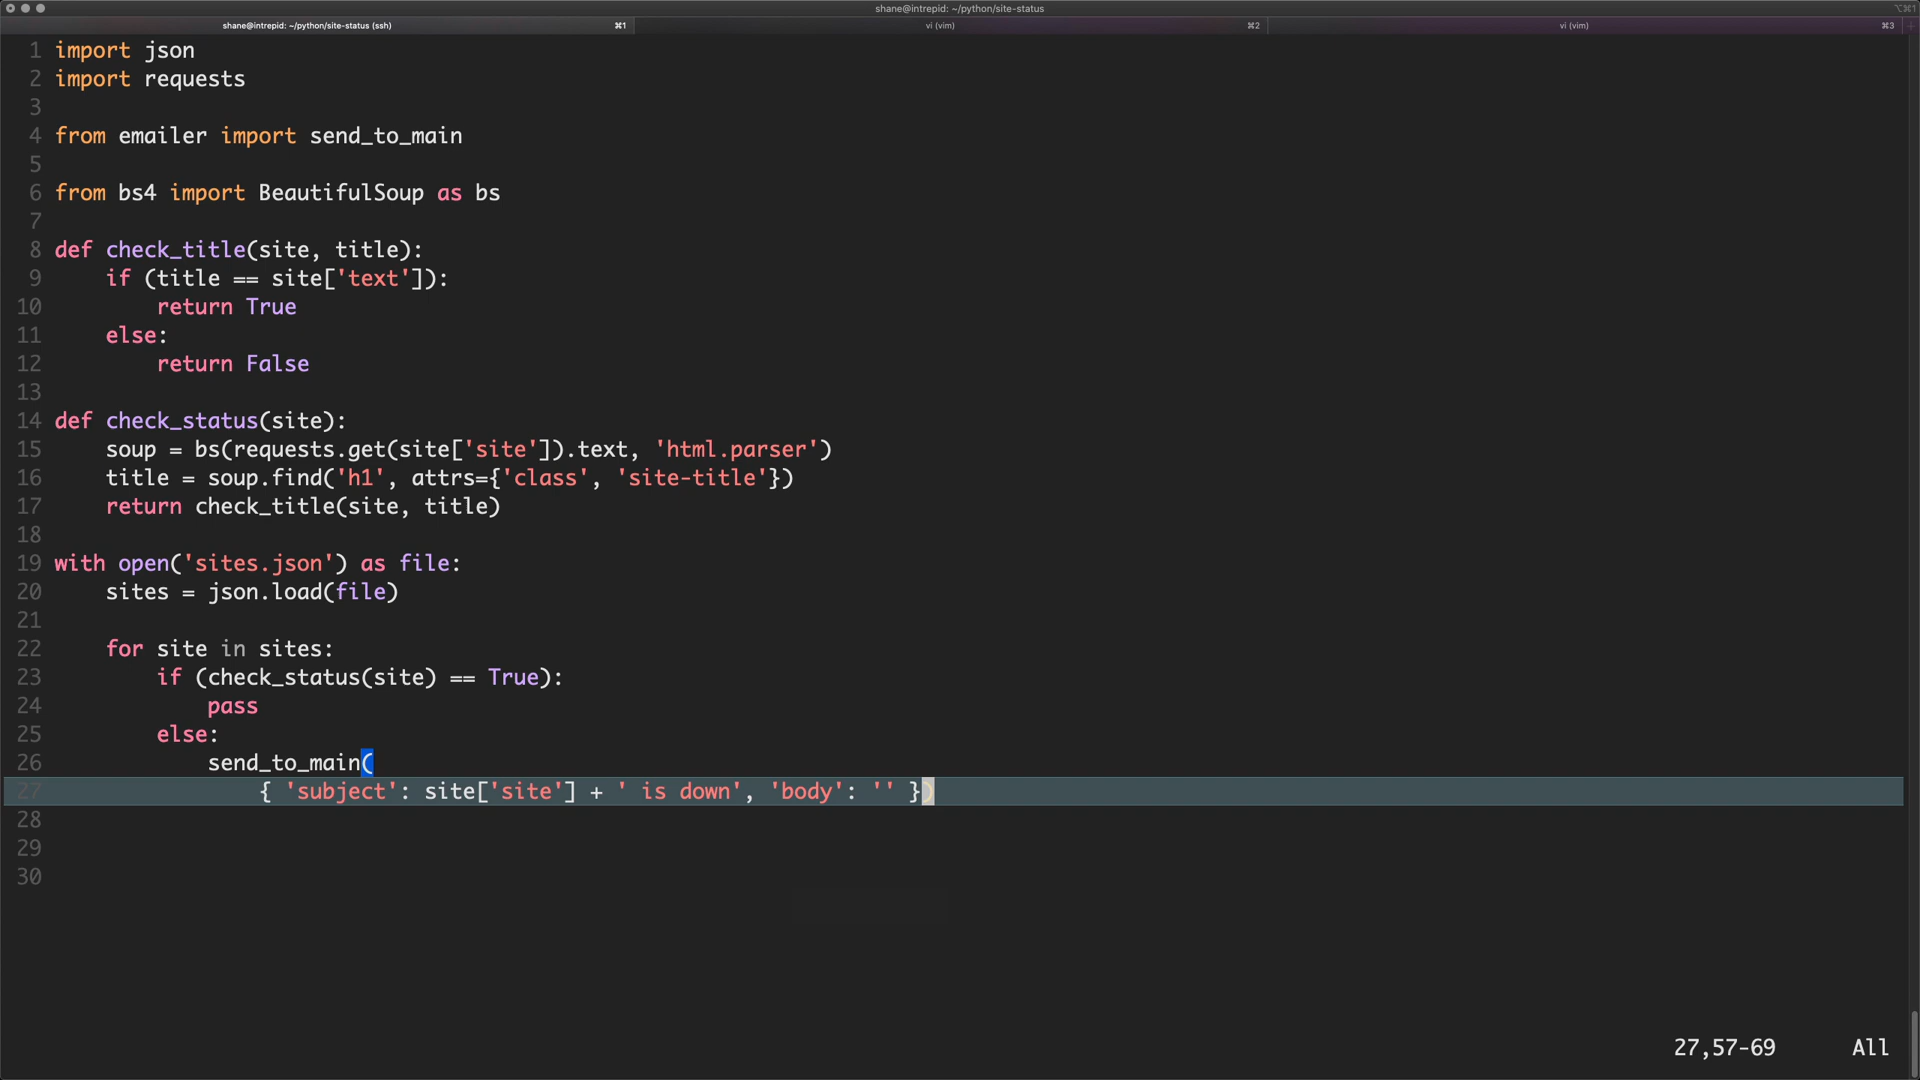 shane@intrepid: ~/python/site-status
⌥⌘1
shane@intrepid: ~/python/site-status (ssh) ⌘1
vi (vim) ⌘2
vi (vim) ⌘3
1 import json
2 import requests
3
4 from emailer import send_to_main
5
6 from bs4 import BeautifulSoup as bs
7
8 def check_title(site, title):
9     if (title == site['text']):
10         return True
11     else:
12         return False
13
14 def check_status(site):
15     soup = bs(requests.get(site['site']).text, 'html.parser')
16     title = soup.find('h1', attrs={'class', 'site-title'})
17     return check_title(site, title)
18
19 with open('sites.json') as file:
20     sites = json.load(file)
21
22     for site in sites:
23         if (check_status(site) == True):
24             pass
25         else:
26             send_to_main(
27                 { 'subject': site['site'] + ' is down', 'body': '' })
28
29
30
27,57-69 All